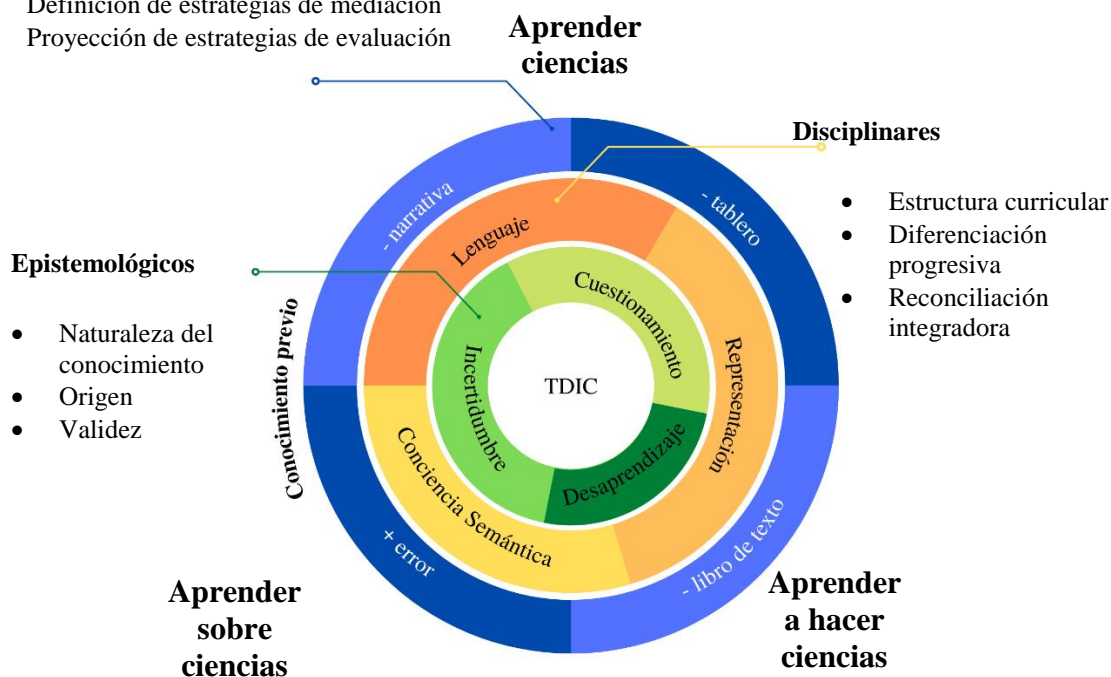 Definición de estrategias de mediación
Proyección de estrategias de evaluación
Aprender
ciencias
Disciplinares
• Estructura curricular
• Diferenciación
progresiva
• Reconciliación
integradora
Epistemológicos
• Naturaleza del
conocimiento
• Origen
• Validez
Conocimiento previo
- narrativa
- tablero
- libro de texto
+ error
Lenguaje
Representación
Conciencia Semántica
Cuestionamiento
Incertidumbre
Desaprendizaje
TDIC
Aprender
sobre
ciencias
Aprender
a hacer
ciencias